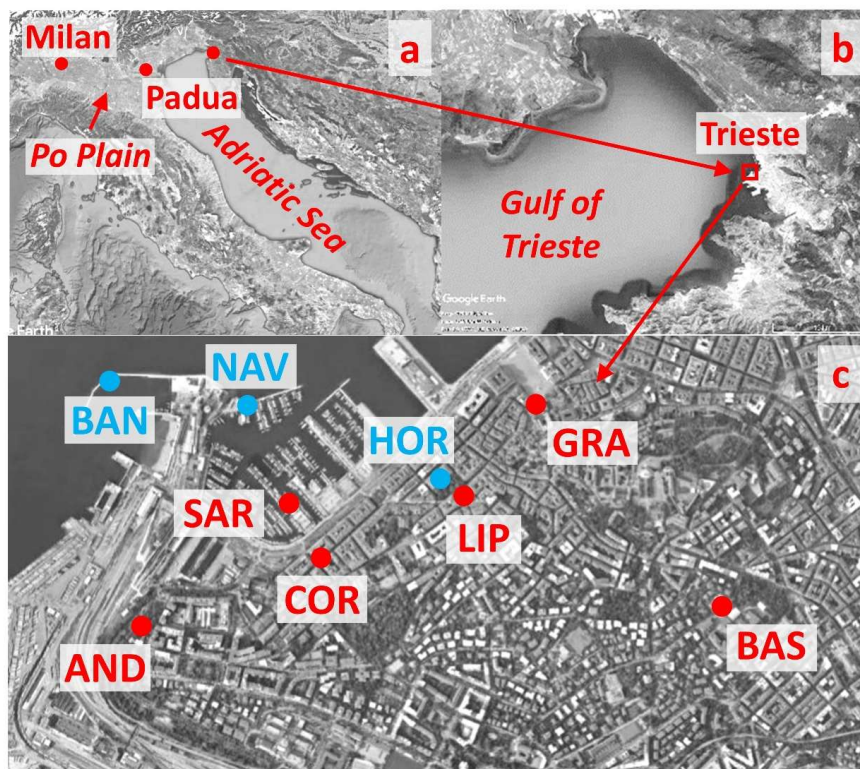 a
Milan
Padua
Po Plain
Adriatic Sea
b
Trieste
Gulf of
Trieste
Google Earth
c
NAV
BAN
HOR
GRA
SAR
LIP
COR
AND
BAS